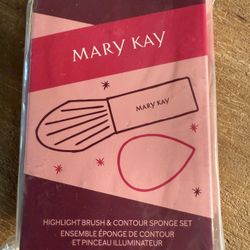 MARY KAY
MARY KAY
HIGHLIGHT BRUSH & CONTOUR SPONGE SET
ENSEMBLE ÉPONGE DE CONTOUR
ET PINCEAU ILLUMINATEUR